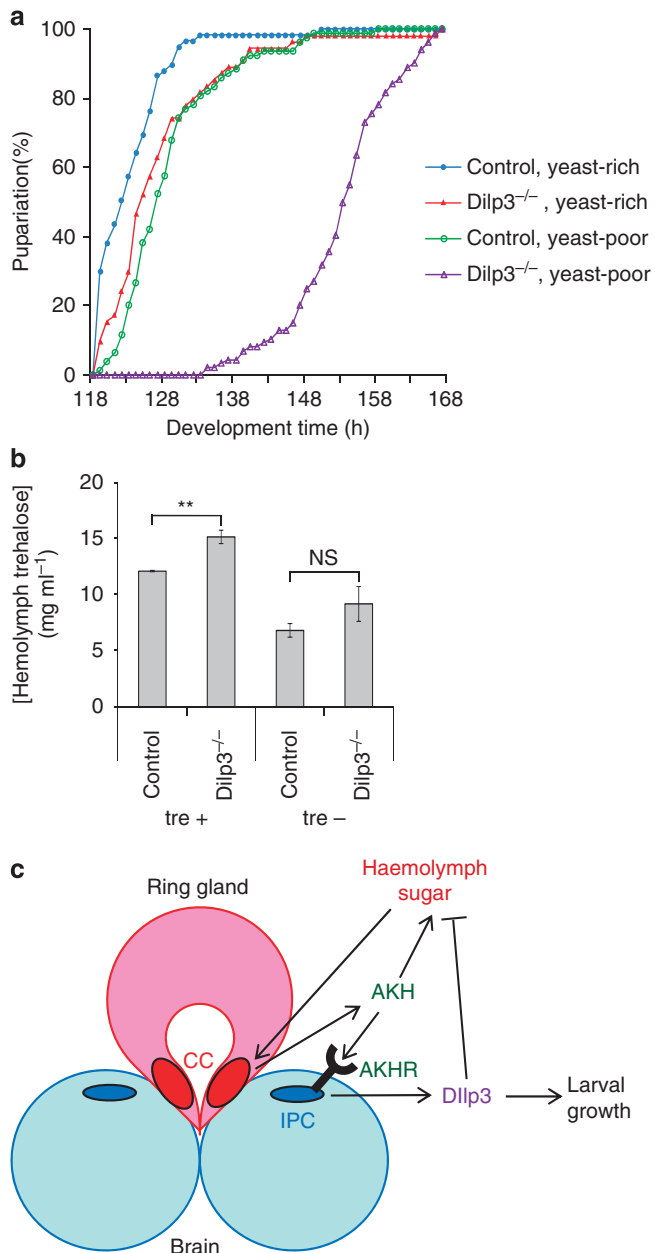 a
Pupariation(%)
100
80
60
40
20
0
118
128
138
148
158
168
Development time (h)
Control, yeast-rich
Dilp3–/– , yeast-rich
Control, yeast-poor
Dilp3–/–, yeast-poor
b
[Hemolymph trehalose]
(mg ml–1)
20
15
10
5
0
**
NS
Control
Dilp3–/–
Control
Dilp3–/–
tre +
tre –
c
Ring gland
Haemolymph
sugar
AKH
CC
AKHR
IPC
DIlp3
Larval
growth
Brain